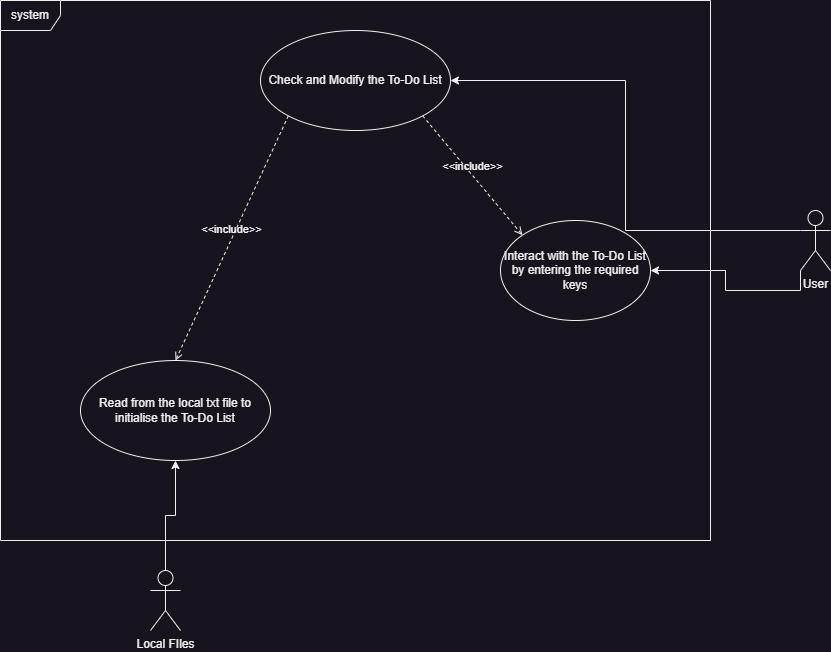 system
Check and Modify the To-Do List
<<include>>
<<include>>
Interact with the To-Do List
by entering the required
keys
User
Read from the local txt file to
initialise the To-Do List
Local FIles